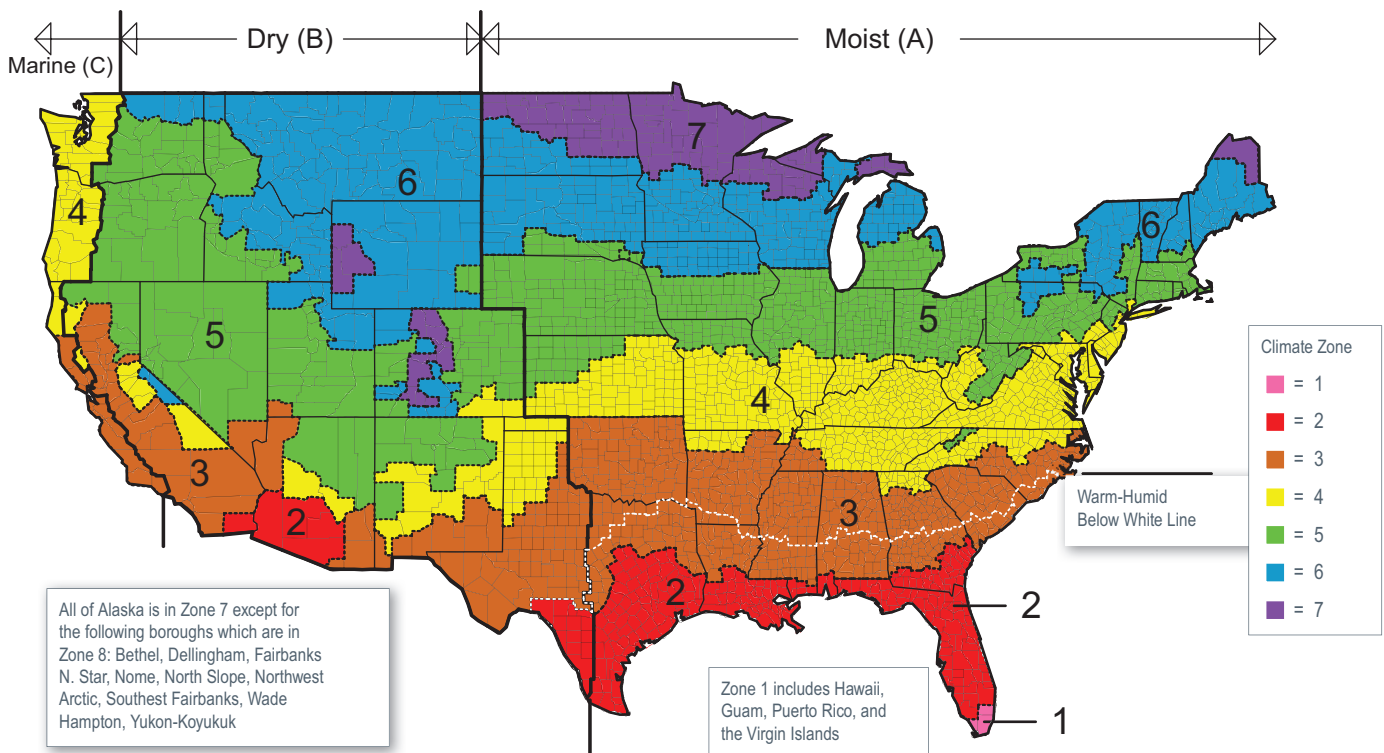 Dry (B)
Moist (A)
Marine (C)
7
6
4
6
5
5
4
3
3
2
2
2
1
Climate Zone
= 1
= 2
= 3
= 4
= 5
= 6
= 7
Warm-Humid
Below White Line
All of Alaska is in Zone 7 except for
the following boroughs which are in
Zone 8: Bethel, Dellingham, Fairbanks
N. Star, Nome, North Slope, Northwest
Arctic, Southest Fairbanks, Wade
Hampton, Yukon-Koyukuk
Zone 1 includes Hawaii,
Guam, Puerto Rico, and
the Virgin Islands